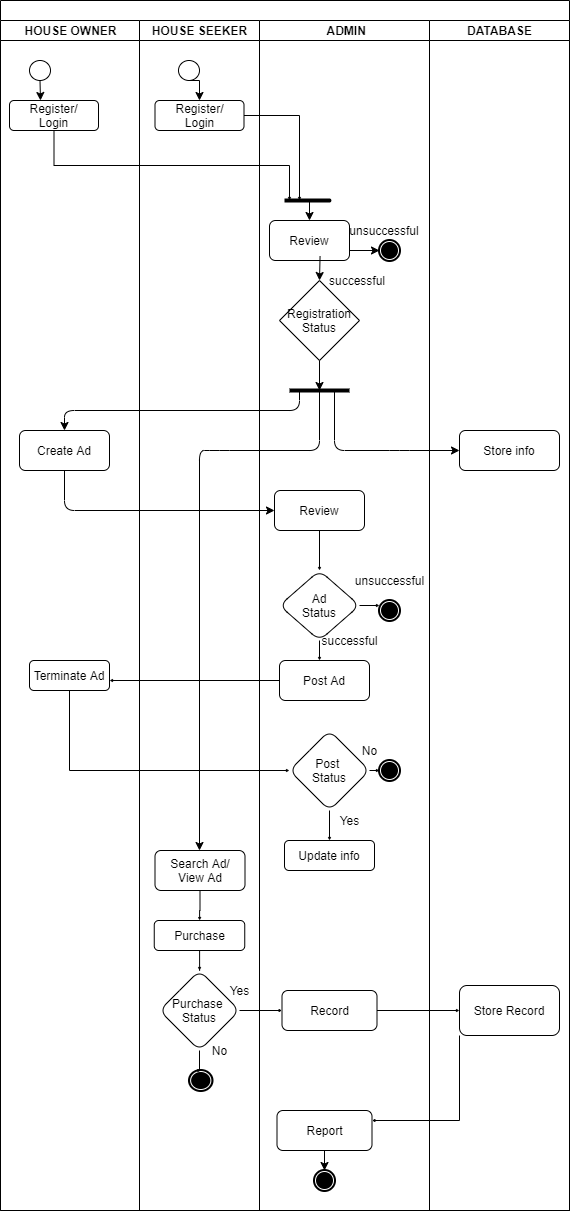 HOUSE OWNER
HOUSE SEEKER
ADMIN
DATABASE
Register/
Login
Register/
Login
Review
unsuccessful
successful
Registration
Status
Create Ad
Store info
Review
Ad
Status
unsuccessful
successful
Terminate Ad
Post Ad
Post
Status
No
Yes
Update info
Search Ad/
View Ad
Purchase
Purchase
Status
Yes
No
Record
Store Record
Report